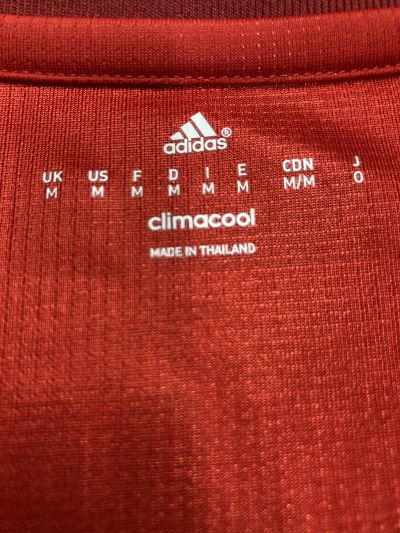 adidas®
UK US F D I E CDN J
M M M M M M M/M O
climacool
MADE IN THAILAND